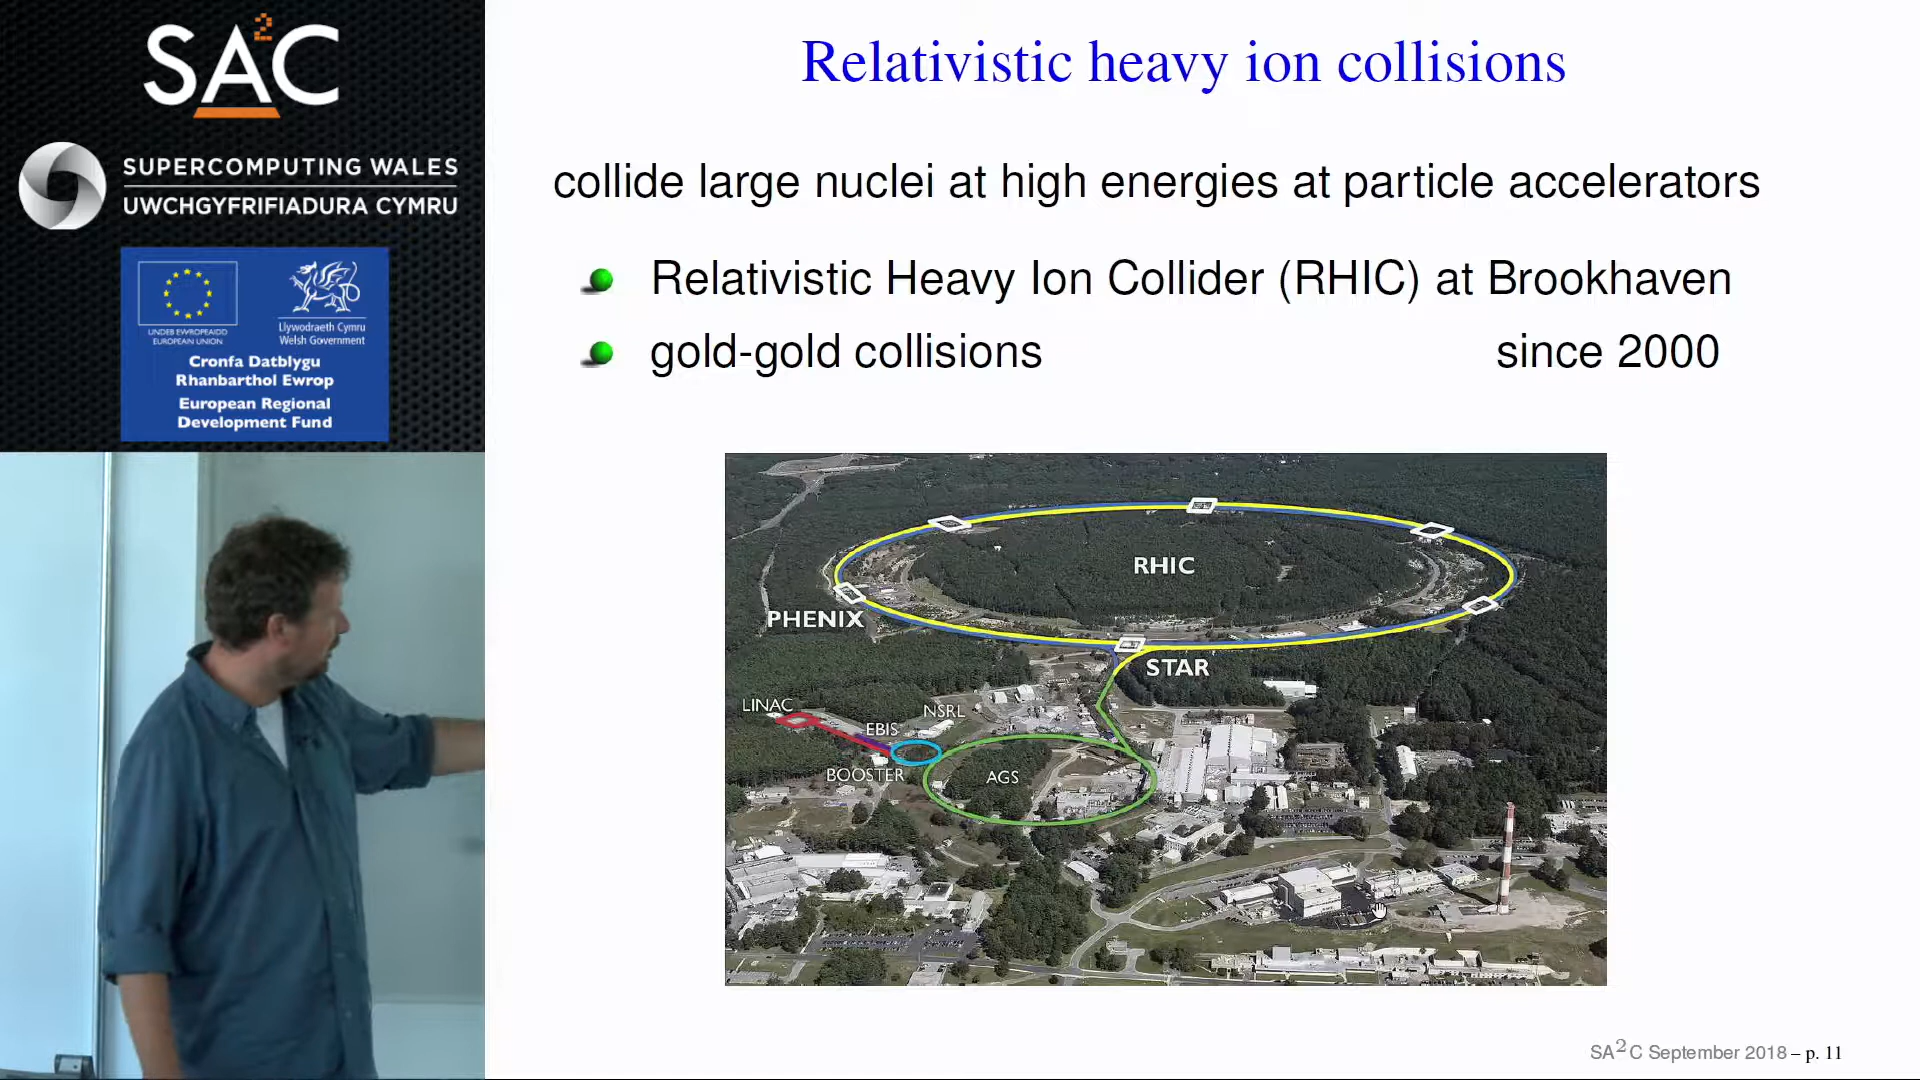 SA2C
SUPERCOMPUTING WALES
UWCHGYFRIFIADURA CYMRU
UNDEB EWROPEAIDD
EUROPEAN UNION
Llywodraeth Cymru
Welsh Government
Cronfa Datblygu
Rhanbarthol Ewrop
European Regional
Development Fund
Relativistic heavy ion collisions
collide large nuclei at high energies at particle accelerators
Relativistic Heavy Ion Collider (RHIC) at Brookhaven
gold-gold collisions since 2000
RHIC
PHENIX
STAR
LINAC
NSRL
EBIS
BOOSTER
AGS
SA2C September 2018 – p. 11